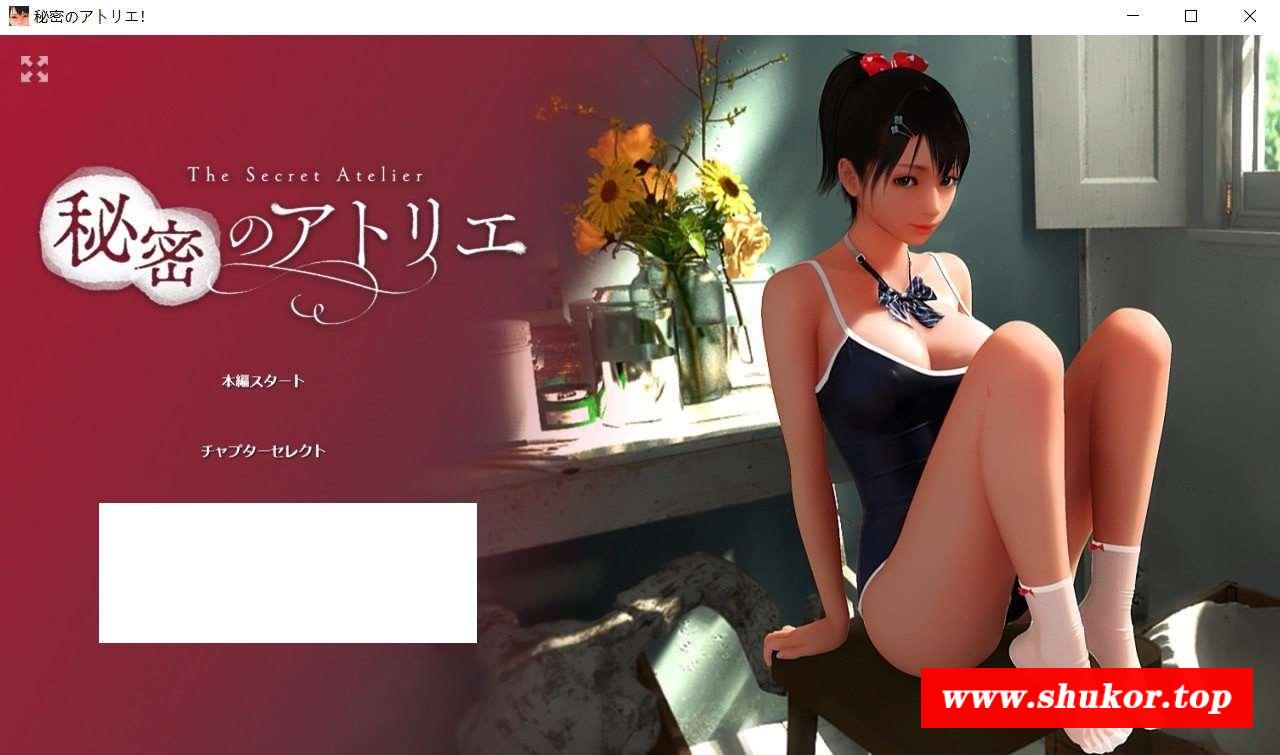 秘密のアトリエ!
The Secret Atelier
秘密のアトリエ
本編スタート
チャプターセレクト
www.shukor.top